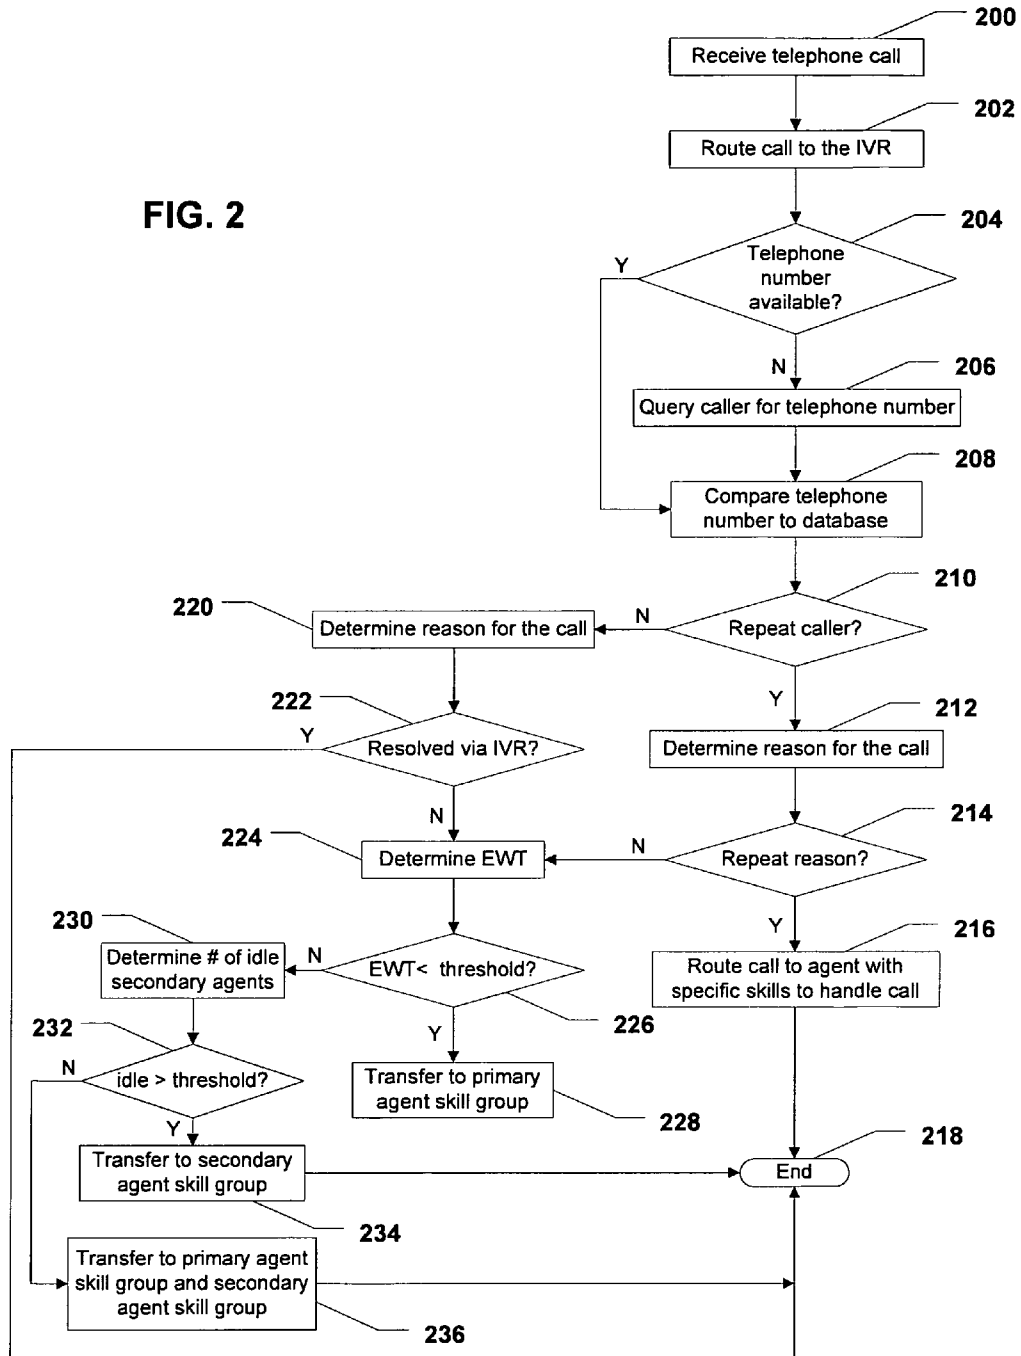 200
Receive telephone call
202
Route call to the IVR
FIG. 2
204
Telephone
number
available?
Y
N
206
Query caller for telephone number
208
Compare telephone
number to database
210
Repeat caller?
N
220
Determine reason for the call
Y
212
Determine reason for the call
222
Resolved via IVR?
Y
N
214
Repeat reason?
N
224
Determine EWT
Y
216
Route call to agent with
specific skills to handle call
230
Determine # of idle
secondary agents
N
EWT< threshold?
226
Y
232
idle > threshold?
N
Transfer to primary
agent skill group
228
Y
218
End
Transfer to secondary
agent skill group
234
Transfer to primary agent
skill group and secondary
agent skill group
236